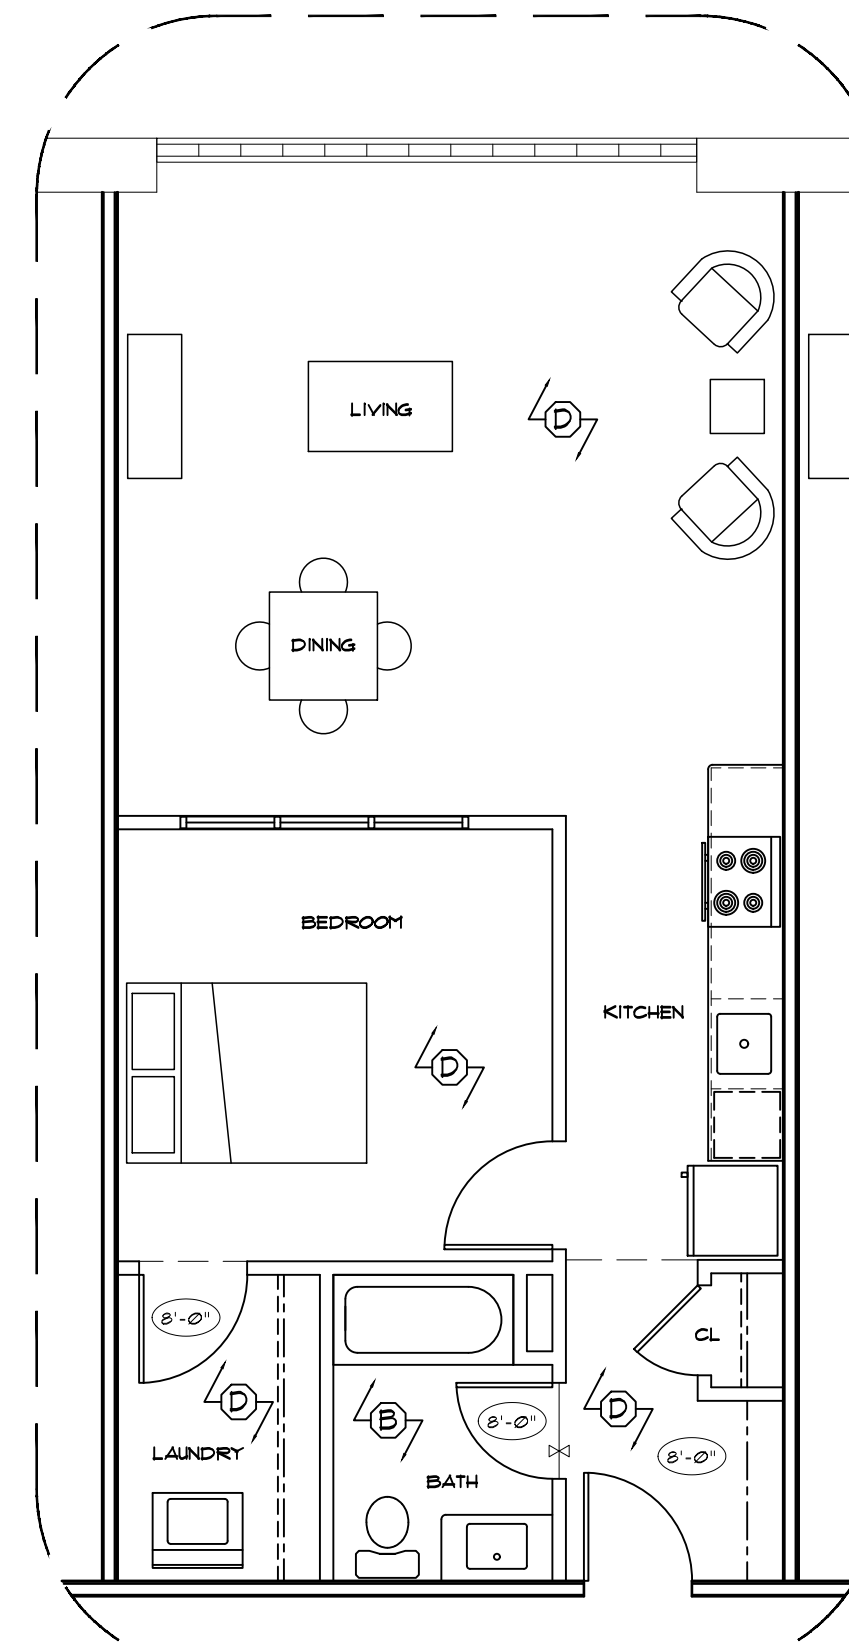 LIVING
D
DINING
BEDROOM
KITCHEN
D
8'-0"
CL
D
B
8'-0"
D
LAUNDRY
8'-0"
BATH